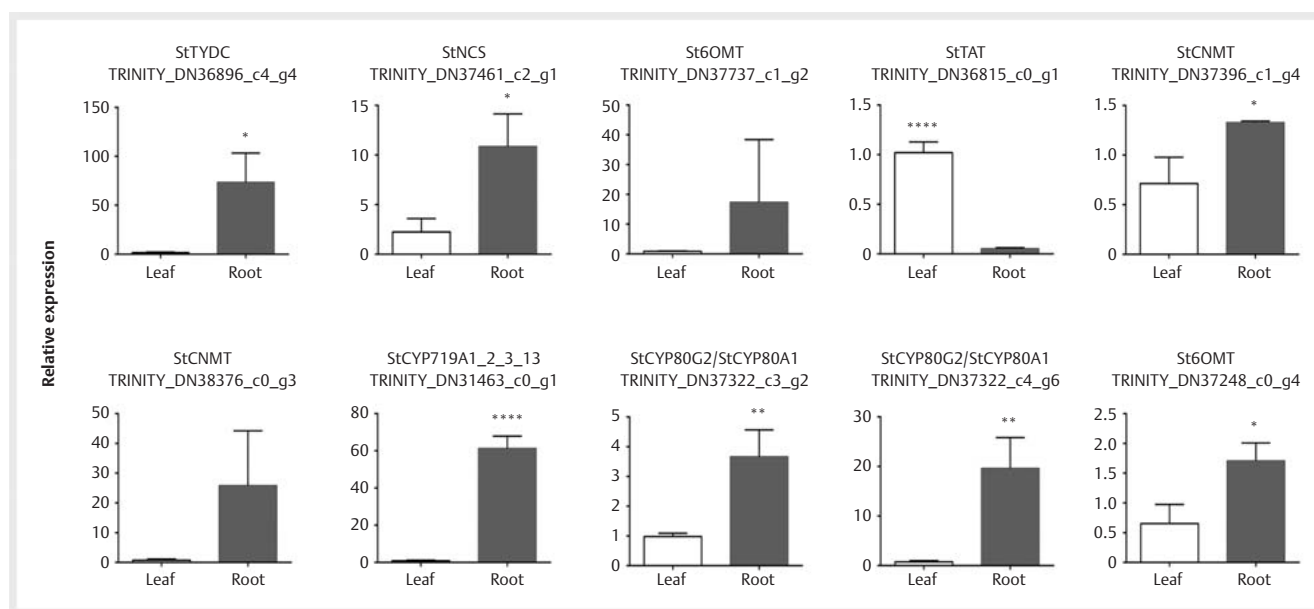 Relative expression
StTYDC
TRINITY_DN36896_c4_g4
150
100
50
0
*
Leaf Root
StNCS
TRINITY_DN37461_c2_g1
15
10
5
0
*
Leaf Root
St6OMT
TRINITY_DN37737_c1_g2
50
40
30
20
10
0
Leaf Root
StTAT
TRINITY_DN36815_c0_g1
1.5
1.0
0.5
0
****
Leaf Root
StCNMT
TRINITY_DN37396_c1_g4
1.5
1.0
0.5
0
*
Leaf Root
StCNMT
TRINITY_DN38376_c0_g3
50
40
30
20
10
0
Leaf Root
StCYP719A1_2_3_13
TRINITY_DN31463_c0_g1
80
60
40
20
0
****
Leaf Root
StCYP80G2/StCYP80A1
TRINITY_DN37322_c3_g2
5
4
3
2
1
0
**
Leaf Root
StCYP80G2/StCYP80A1
TRINITY_DN37322_c4_g6
30
20
10
0
**
Leaf Root
St6OMT
TRINITY_DN37248_c0_g4
2.5
2.0
1.5
1.0
0.5
0
*
Leaf Root